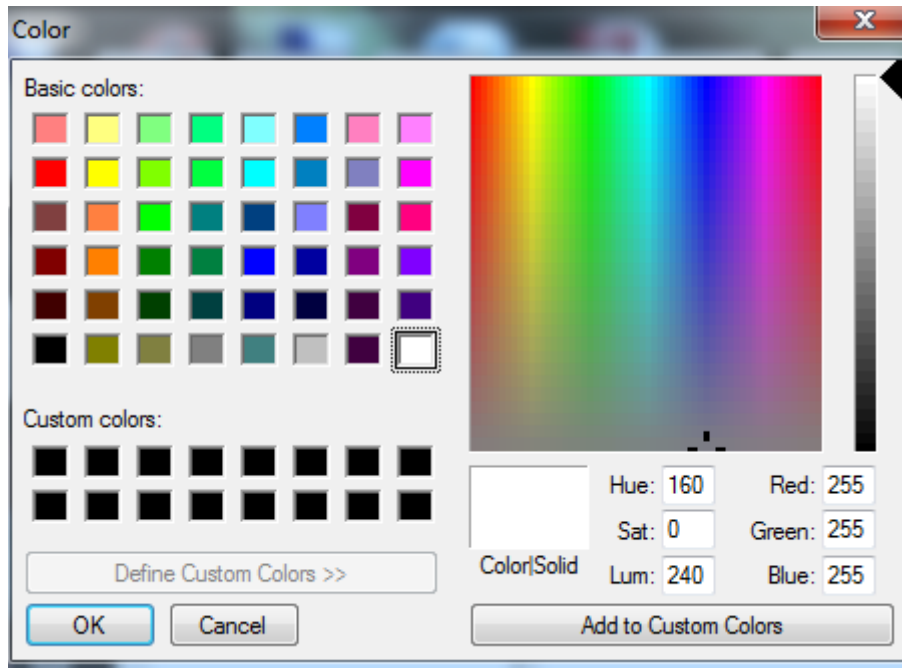 Color
Basic colors:
Custom colors:
Define Custom Colors >>
OK Cancel
Color|Solid
Hue: 160 Red: 255
Sat: 0 Green: 255
Lum: 240 Blue: 255
Add to Custom Colors